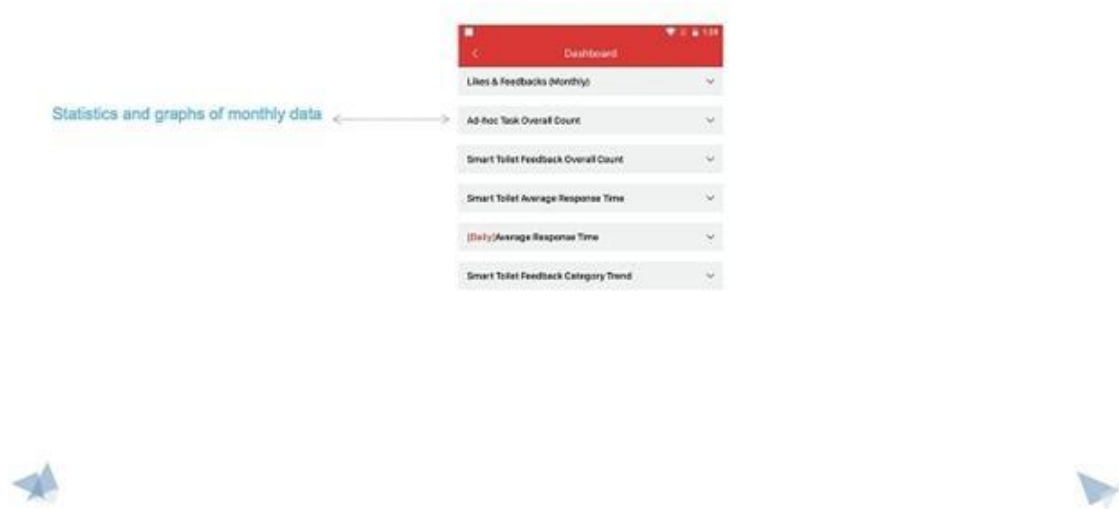 Dashboard
Likes & Feedbacks (Monthly)
Statistics and graphs of monthly data
Ad-hoc Task Overall Count
Smart Toilet Feedback Overall Count
Smart Toilet Average Response Time
[Daily]Average Response Time
Smart Toilet Feedback Category Trend